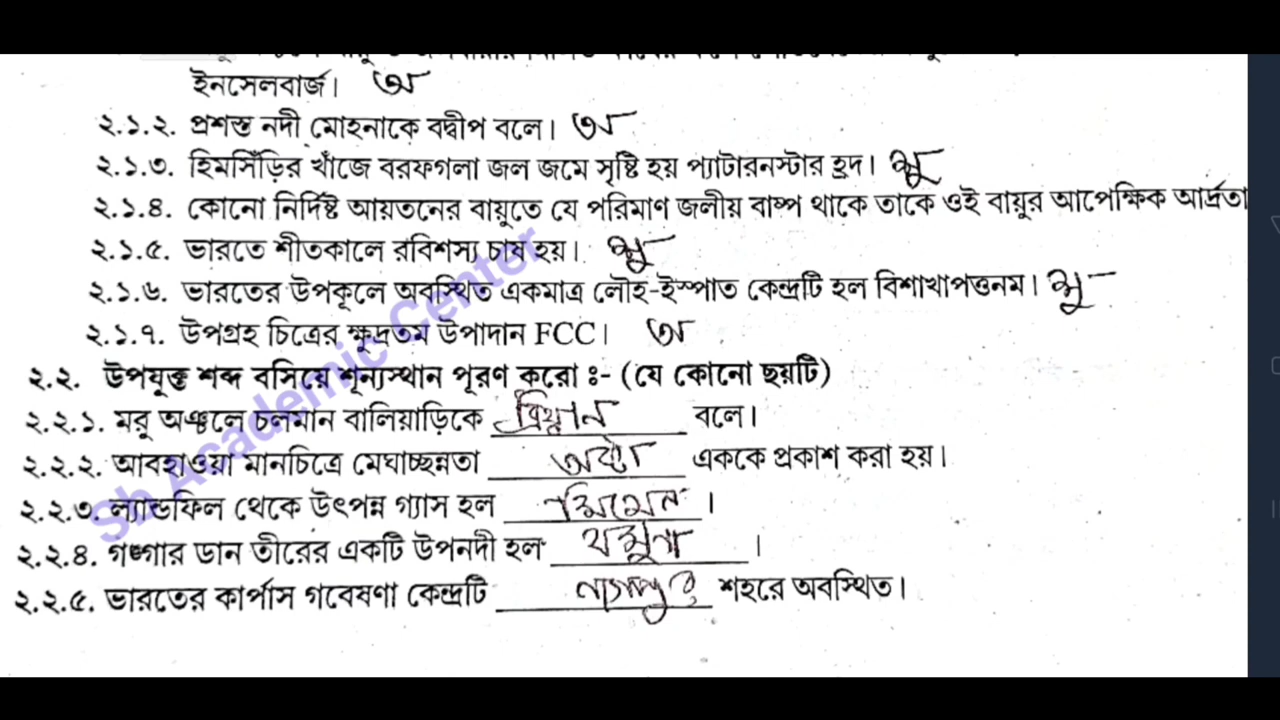 ইনসেলবার্জ। অ
২.১.২. প্রশস্ত নদী মোহনাকে বদ্বীপ বলে। অ
২.১.৩. হিমসিঁড়ির খাঁজে বরফগলা জল জমে সৃষ্টি হয় প্যাটারনস্টার হ্রদ। শু
২.১.৪. কোনো নির্দিষ্ট আয়তনের বায়ুতে যে পরিমাণ জলীয় বাষ্প থাকে তাকে ওই বায়ুর আপেক্ষিক আর্দ্রতা
২.১.৫. ভারতে শীতকালে রবিশস্য চাষ হয়। শু
২.১.৬. ভারতের উপকূলে অবস্থিত একমাত্র লৌহ-ইস্পাত কেন্দ্রটি হল বিশাখাপত্তনম। শু
২.১.৭. উপগ্রহ চিত্রের ক্ষুদ্রতম উপাদান FCC। অ
২.২. উপযুক্ত শব্দ বসিয়ে শূন্যস্থান পূরণ করো ঃ- (যে কোনো ছয়টি)
২.২.১. মরু অঞ্চলে চলমান বালিয়াড়িকে বলে।
২.২.২. আবহাওয়া মানচিত্রে মেঘাচ্ছন্নতা অক্টা এককে প্রকাশ করা হয়।
২.২.৩. ল্যান্ডফিল থেকে উৎপন্ন গ্যাস হল মিথেন ।
২.২.৪. গঙ্গার ডান তীরের একটি উপনদী হল যমুনা ।
২.২.৫. ভারতের কার্পাস গবেষণা কেন্দ্রটি নাগপুর শহরে অবস্থিত।
Sb Academic Center